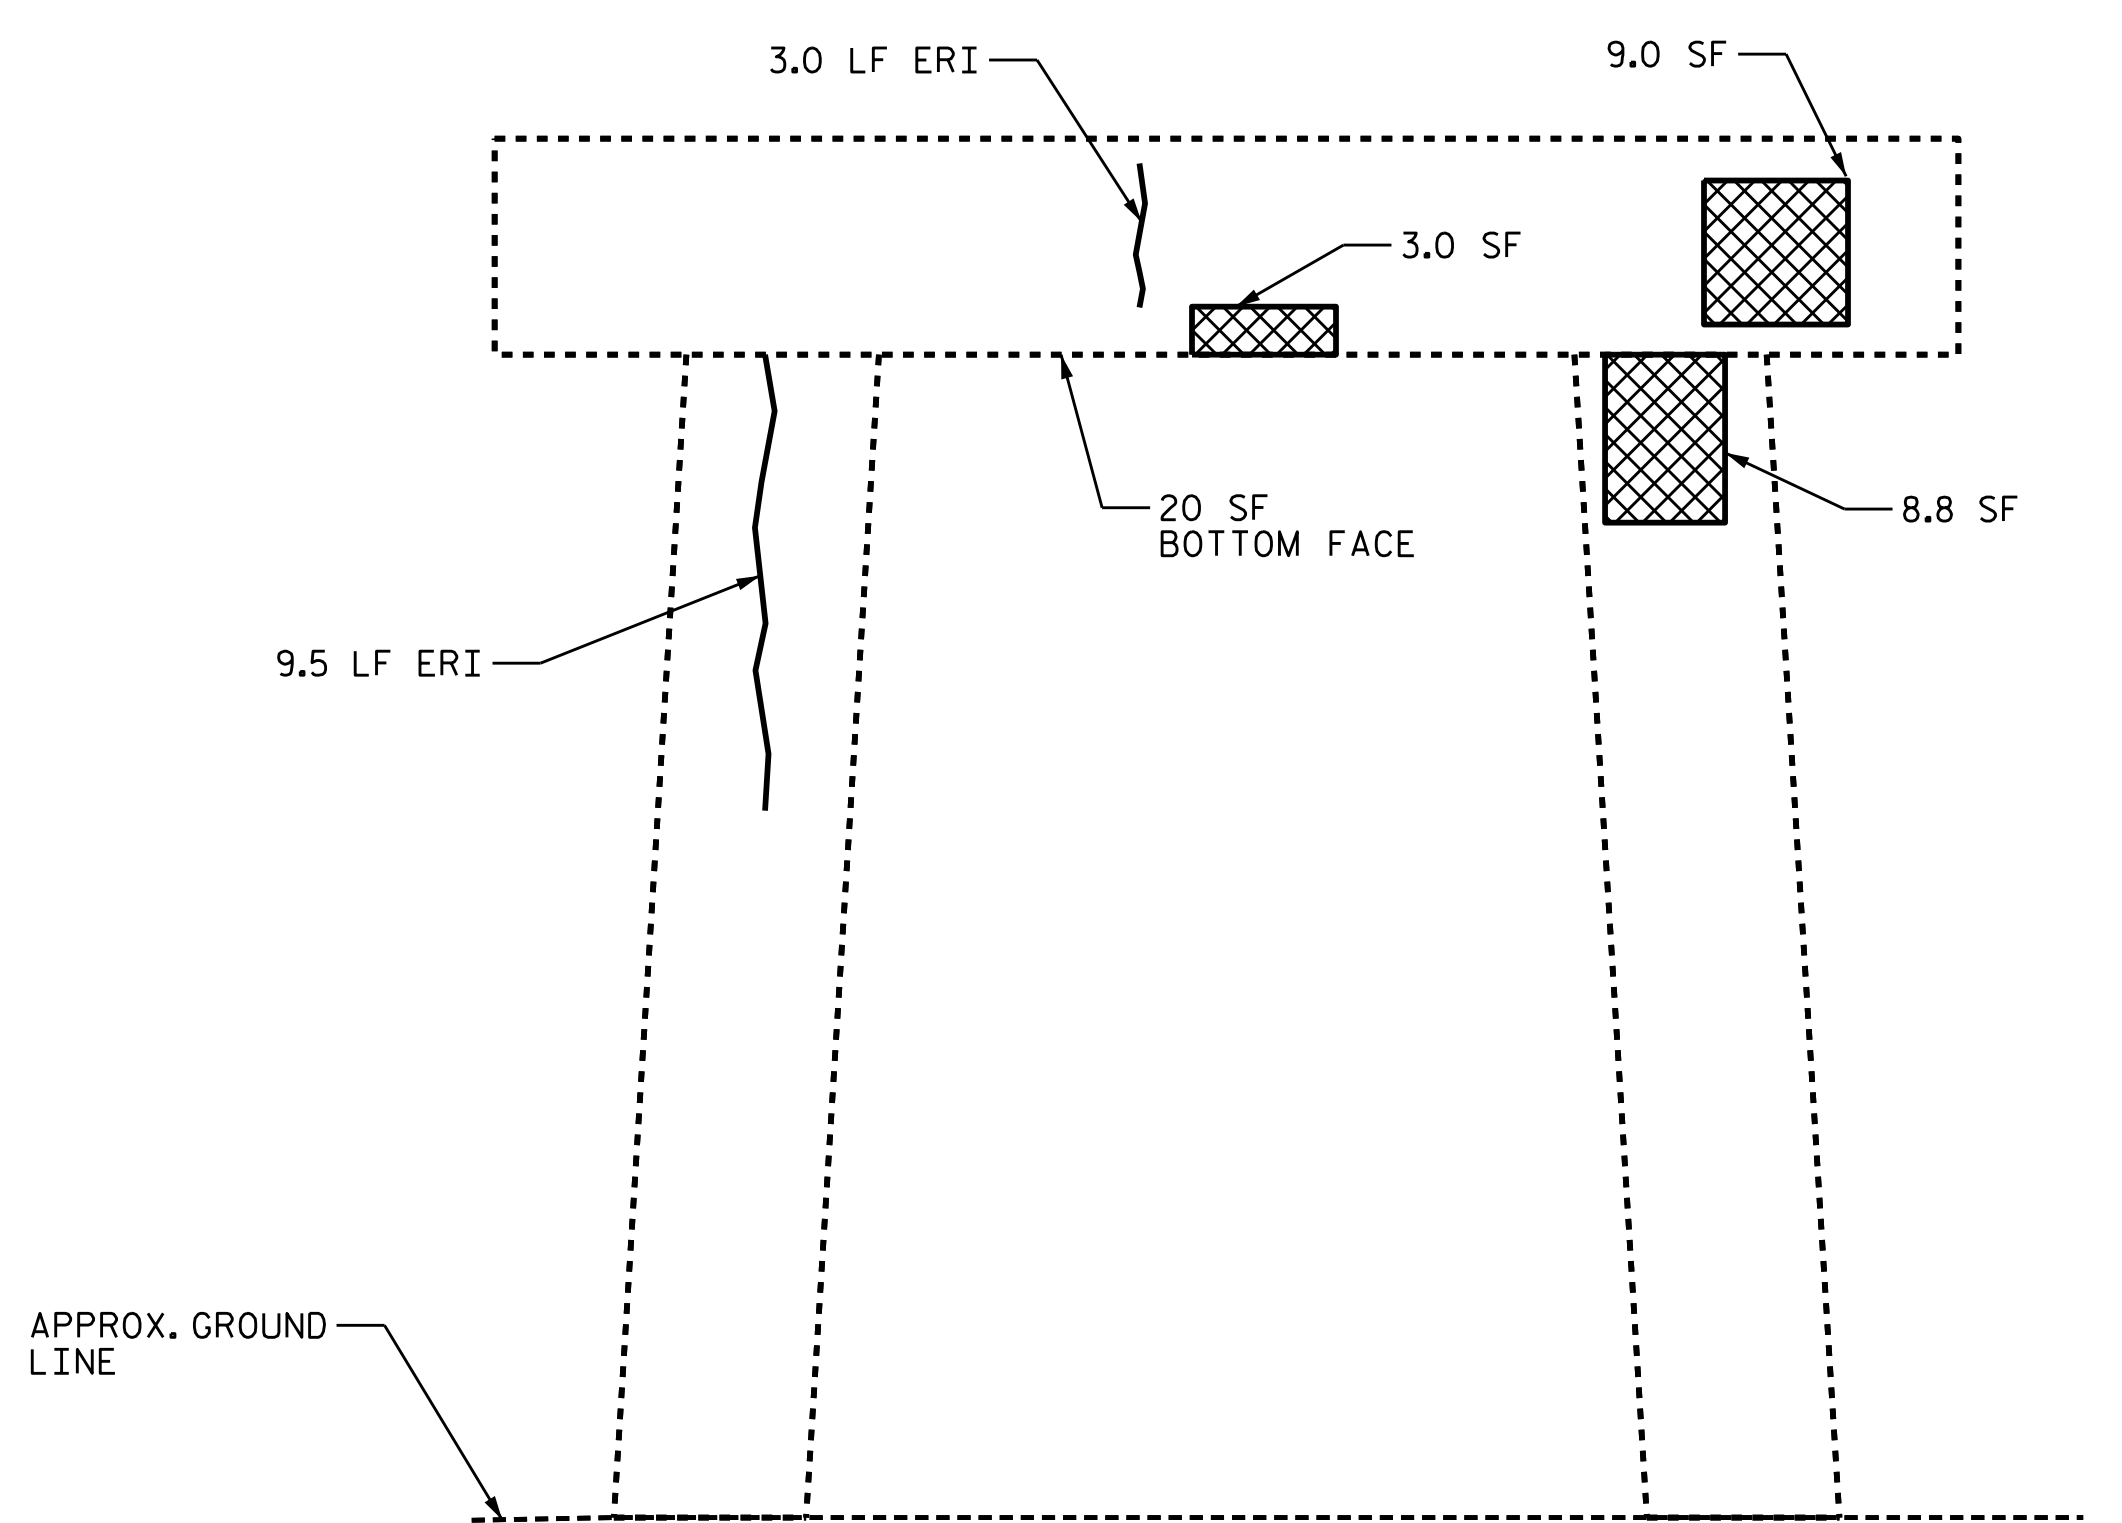 9.0 SF
3.0 LF ERI
3.0 SF
20 SF
BOTTOM FACE
8.8 SF
9.5 LF ERI
APPROX. GROUND
LINE